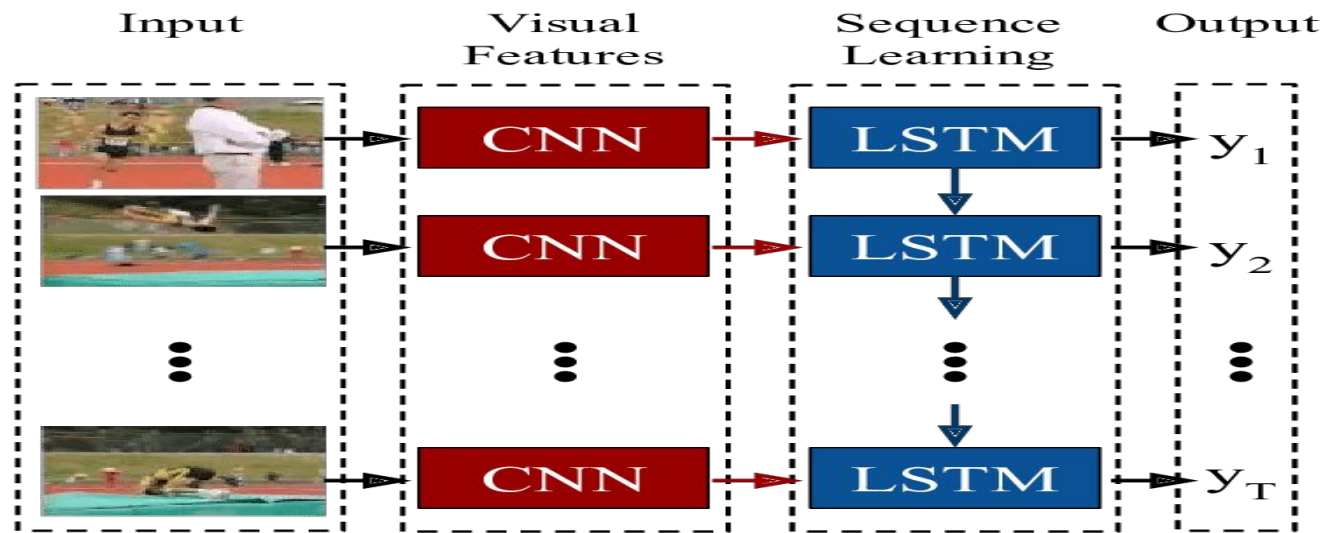 Input
Visual
Features
Sequence
Learning
Output
CNN
LSTM
y1
CNN
LSTM
y2
CNN
LSTM
yT